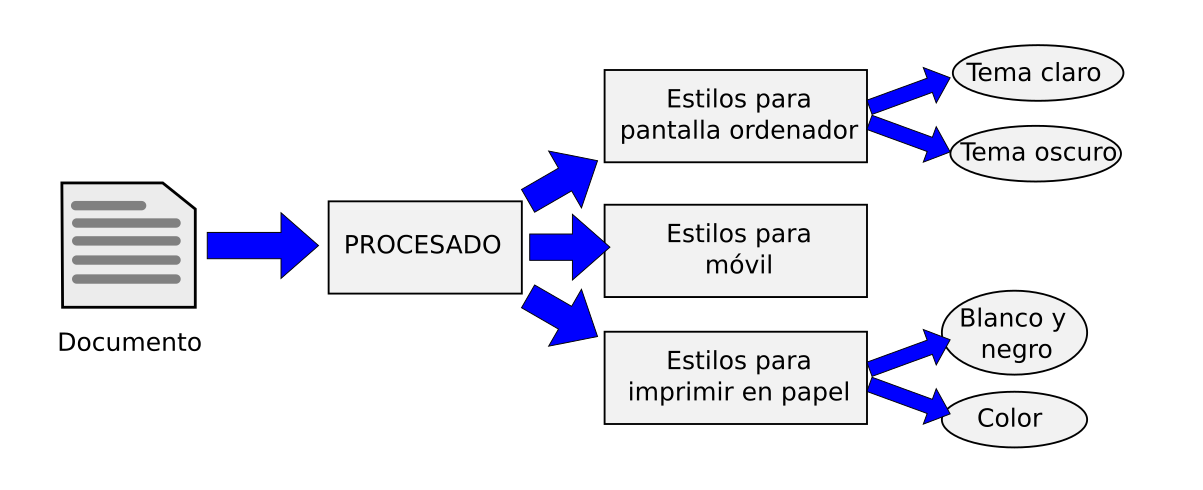 Documento
PROCESADO
Estilos para
pantalla ordenador
Tema claro
Tema oscuro
Estilos para
móvil
Estilos para
imprimir en papel
Blanco y
negro
Color